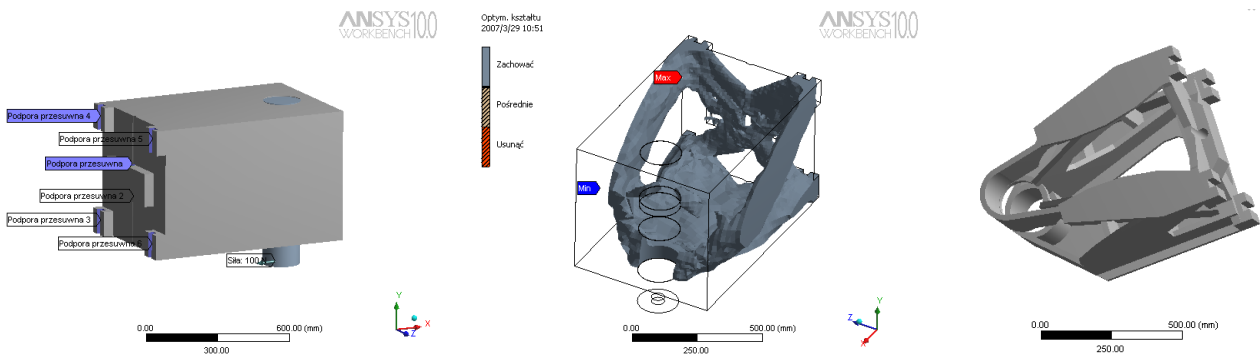 ANSYS 10.0
WORKBENCH
Podpora przesuwna 4
Podpora przesuwna 5
Podpora przesuwna
Podpora przesuwna 2
Podpora przesuwna 3
Podpora przesuwna 6
Siła: 100 N
Y
X
Z
0.00
600.00 (mm)
300.00
Optym. kształtu
2007/3/29 10:51
Zachować
Pośrednie
Usunąć
ANSYS 10.0
WORKBENCH
Max
Min
Y
Z
X
0.00
500.00 (mm)
250.00
0.00
500.00 (mm)
250.00